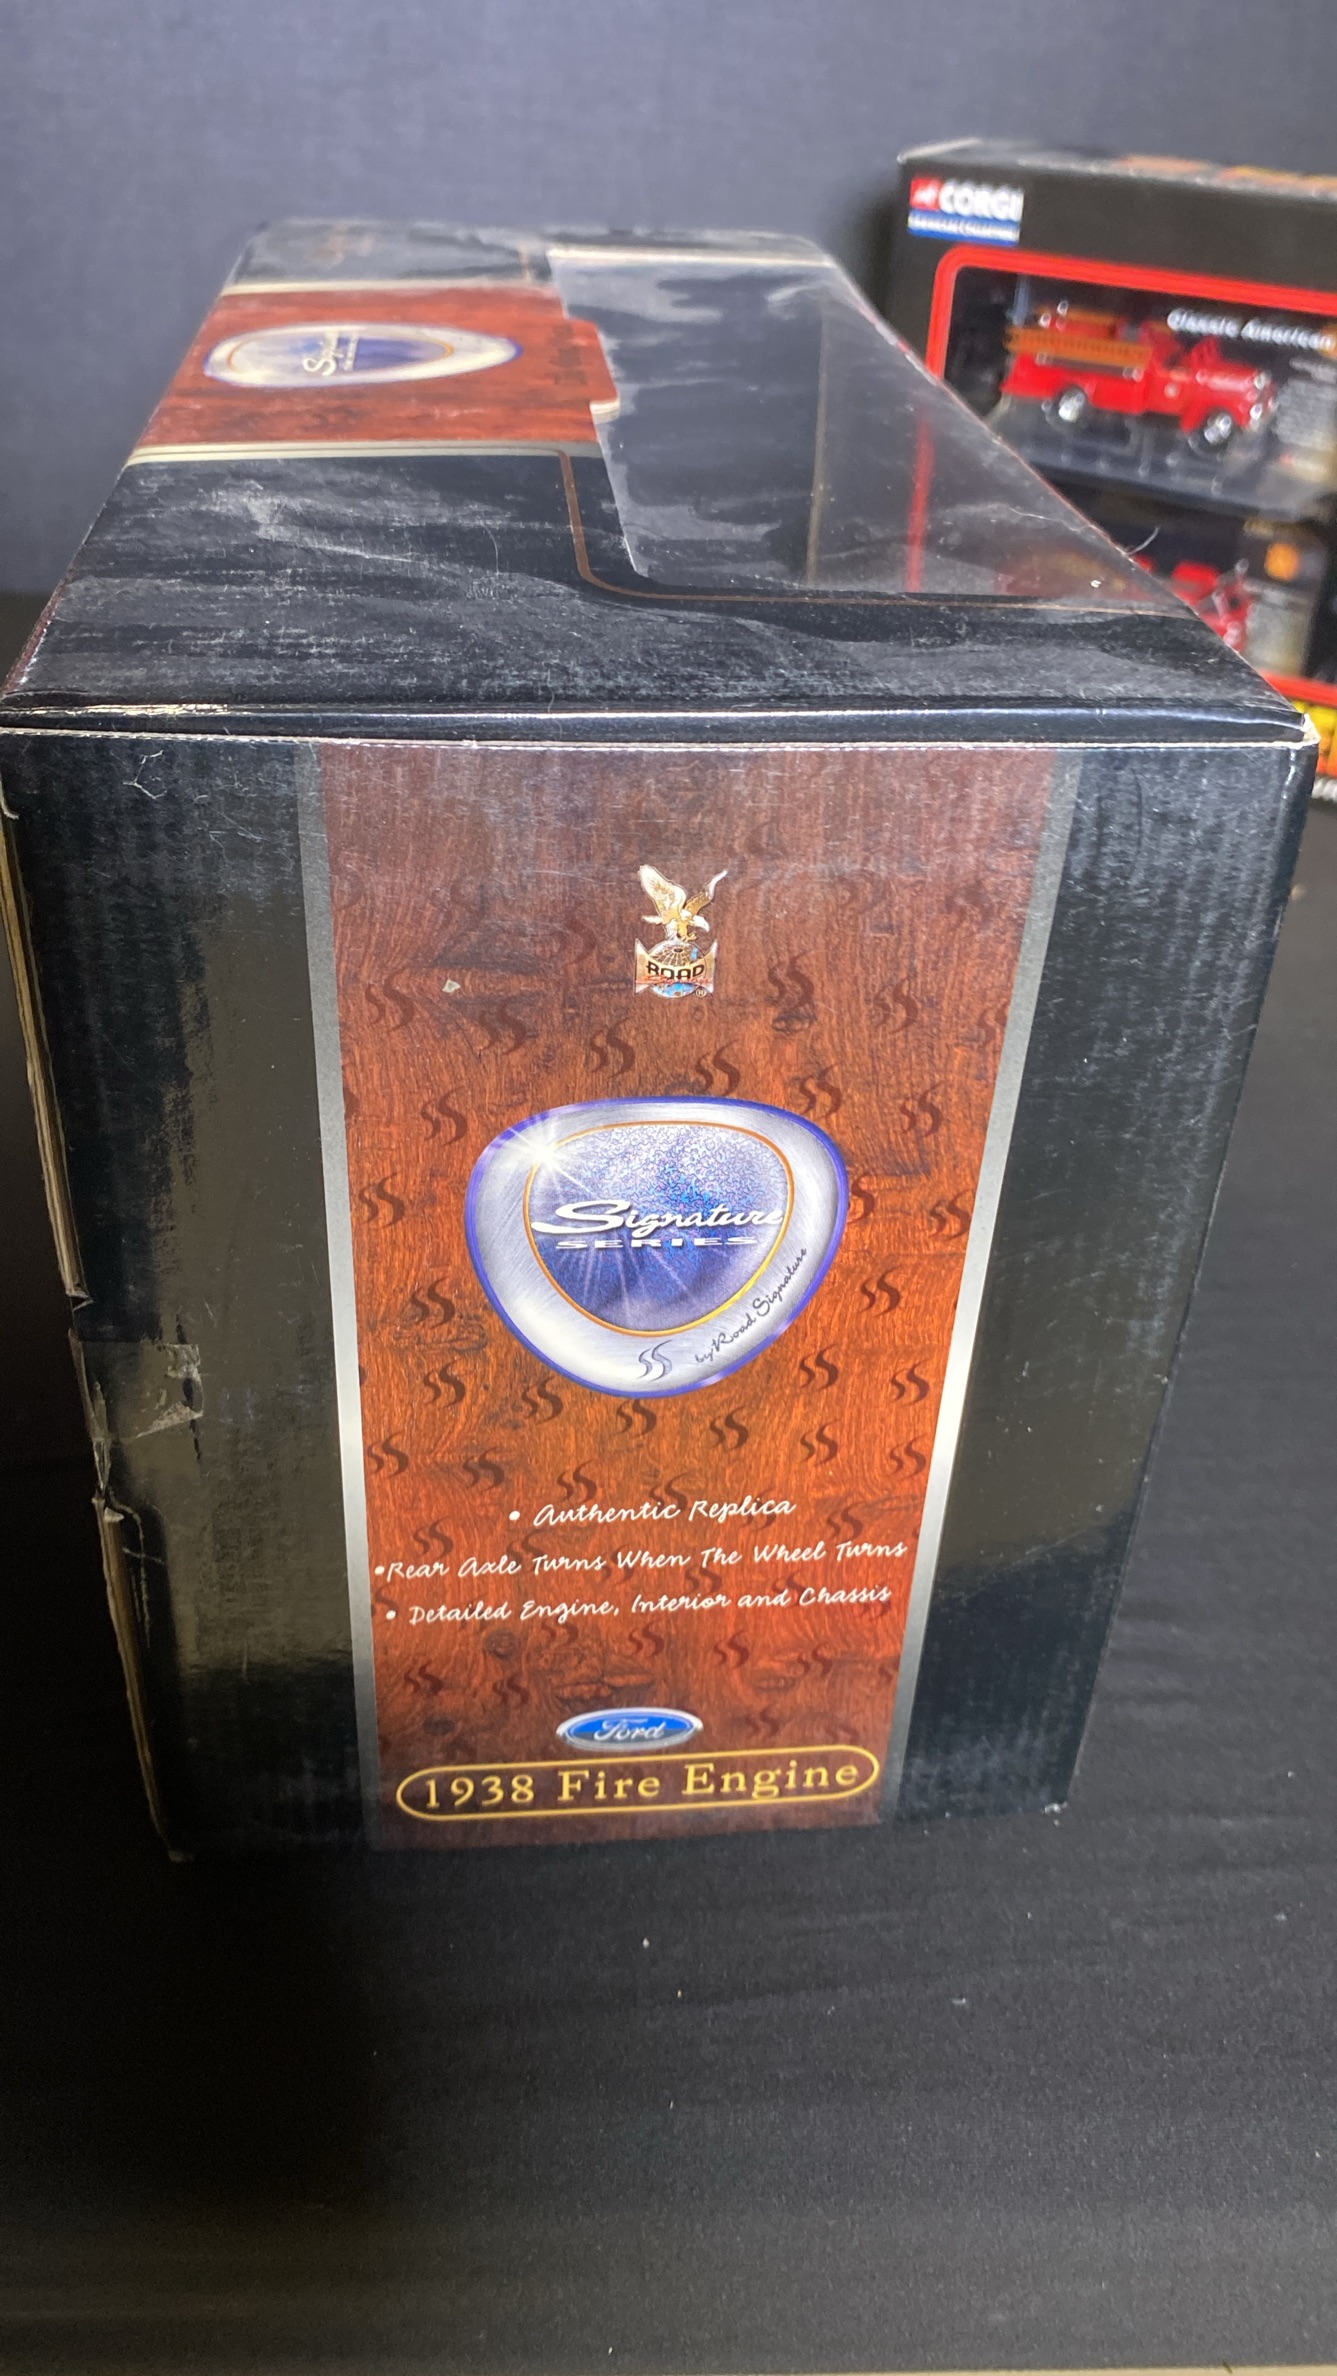 CORGI
Classic American
ROAD
Signature
SERIES
by Road Signature
• Authentic Replica
•Rear Axle Turns When The Wheel Turns
• Detailed Engine, Interior and Chassis
Ford
1938 Fire Engine